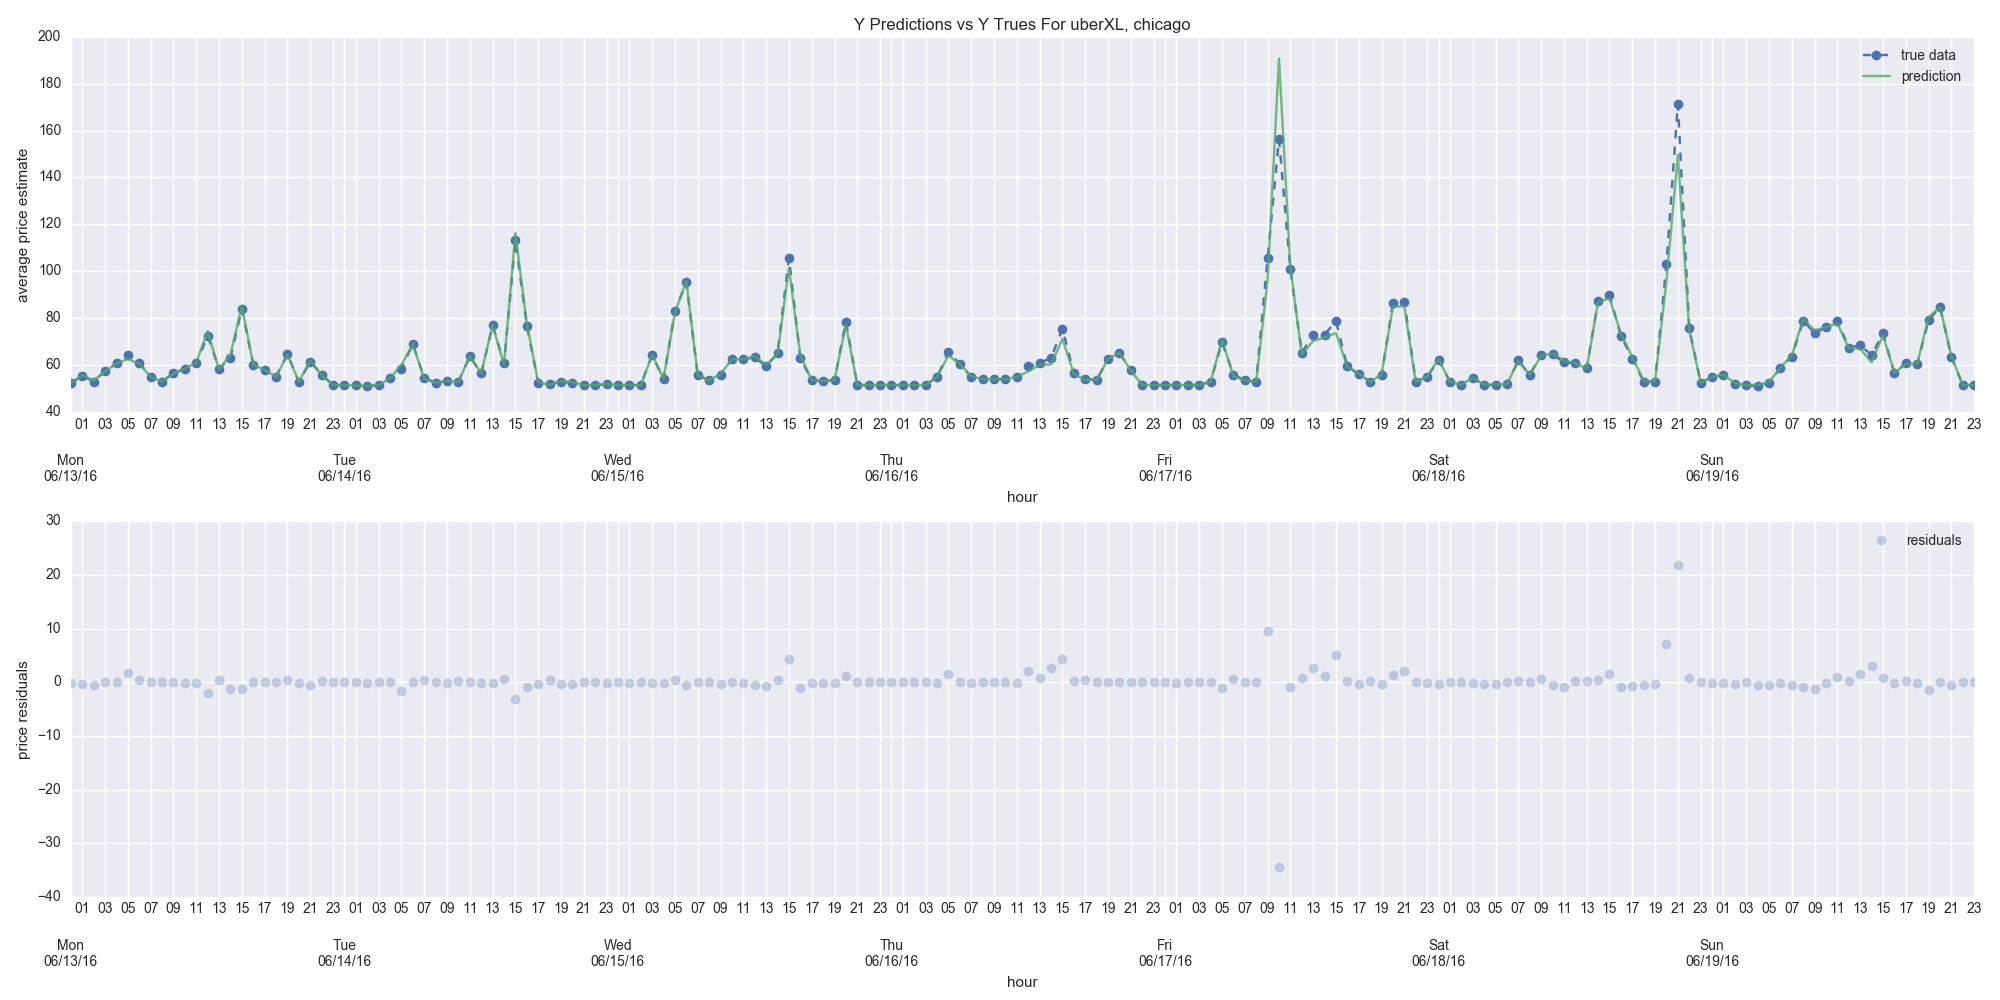 Y Predictions vs Y Trues For uberXL, chicago
200
180
160
140
120
100
80
60
40
average price estimate
true data
prediction
01 03 05 07 09 11 13 15 17 19 21 23 01 03 05 07 09 11 13 15 17 19 21 23 01 03 05 07 09 11 13 15 17 19 21 23 01 03 05 07 09 11 13 15 17 19 21 23 01 03 05 07 09 11 13 15 17 19 21 23 01 03 05 07 09 11 13 15 17 19 21 23 01 03 05 07 09 11 13 15 17 19 21 23
Mon Tue Wed Thu Fri Sat Sun
06/13/16 06/14/16 06/15/16 06/16/16 06/17/16 06/18/16 06/19/16
hour
30
20
10
0
−10
−20
−30
−40
price residuals
residuals
01 03 05 07 09 11 13 15 17 19 21 23 01 03 05 07 09 11 13 15 17 19 21 23 01 03 05 07 09 11 13 15 17 19 21 23 01 03 05 07 09 11 13 15 17 19 21 23 01 03 05 07 09 11 13 15 17 19 21 23 01 03 05 07 09 11 13 15 17 19 21 23 01 03 05 07 09 11 13 15 17 19 21 23
Mon Tue Wed Thu Fri Sat Sun
06/13/16 06/14/16 06/15/16 06/16/16 06/17/16 06/18/16 06/19/16
hour